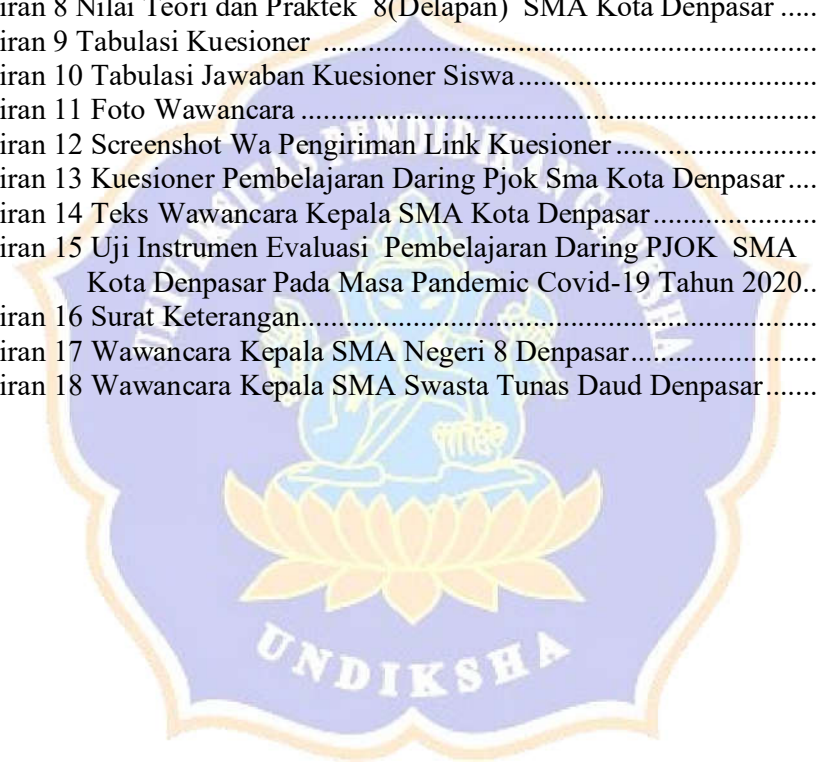 iran 8 Nilai Teori dan Praktek 8(Delapan) SMA Kota Denpasar .....
iran 9 Tabulasi Kuesioner ................................................................
iran 10 Tabulasi Jawaban Kuesioner Siswa.......................................
iran 11 Foto Wawancara ...................................................................
iran 12 Screenshot Wa Pengiriman Link Kuesioner ..........................
iran 13 Kuesioner Pembelajaran Daring Pjok Sma Kota Denpasar ....
iran 14 Teks Wawancara Kepala SMA Kota Denpasar.....................
iran 15 Uji Instrumen Evaluasi Pembelajaran Daring PJOK SMA
Kota Denpasar Pada Masa Pandemic Covid-19 Tahun 2020..
iran 16 Surat Keterangan...................................................................
iran 17 Wawancara Kepala SMA Negeri 8 Denpasar........................
iran 18 Wawancara Kepala SMA Swasta Tunas Daud Denpasar.......
UNIVERSITAS PENDIDIKAN GANESHA
UNDIKSHA